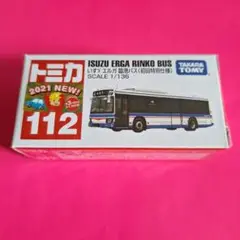 トミカ
2021 NEW!
112
ISUZU ERGA RINKO BUS
いすゞ エルガ 臨港バス(初回特別仕様)
SCALE 1/136
TAKARA
TOMY